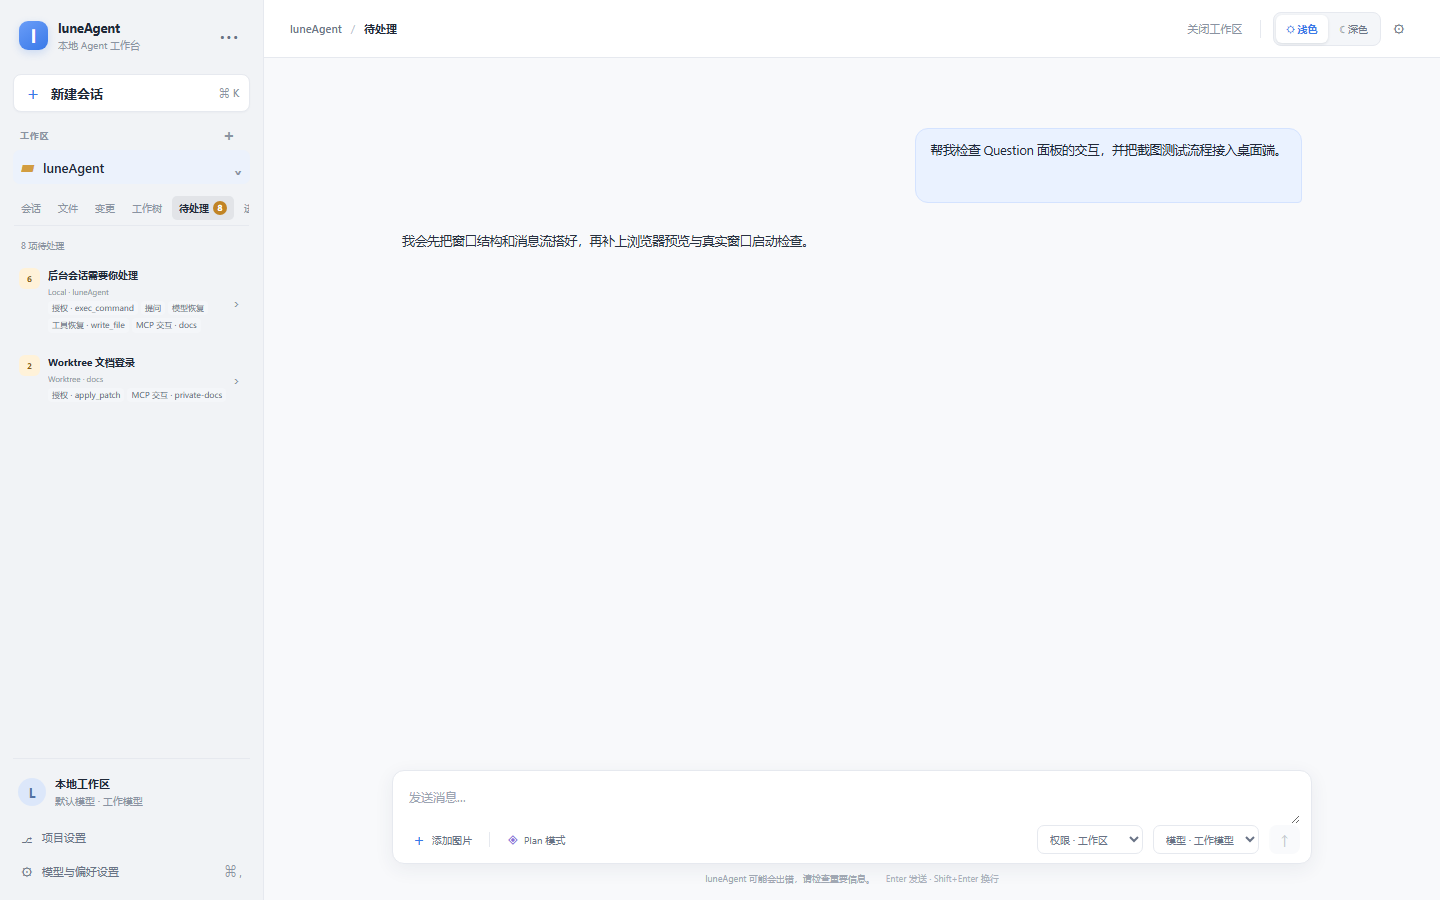 luneAgent
本地 Agent 工作台
+ 新建会话 ⌘ K
工作区 +
luneAgent
会话 文件 变更 工作树 待处理 8
8 项待处理
6 后台会话需要你处理
Local · luneAgent
授权 · exec_command 提问 模型恢复
工具恢复 · write_file MCP 交互 · docs
2 Worktree 文档登录
Worktree · docs
授权 · apply_patch MCP 交互 · private-docs
L 本地工作区
默认模型 · 工作模型
项目设置
模型与偏好设置 ⌘ ,
luneAgent / 待处理
关闭工作区 浅色 深色
帮我检查 Question 面板的交互，并把截图测试流程接入桌面端。
我会先把窗口结构和消息流搭好，再补上浏览器预览与真实窗口启动检查。
发送消息...
+ 添加图片 Plan 模式 权限 · 工作区 模型 · 工作模型 ↑
luneAgent 可能会出错，请检查重要信息。 Enter 发送 · Shift+Enter 换行